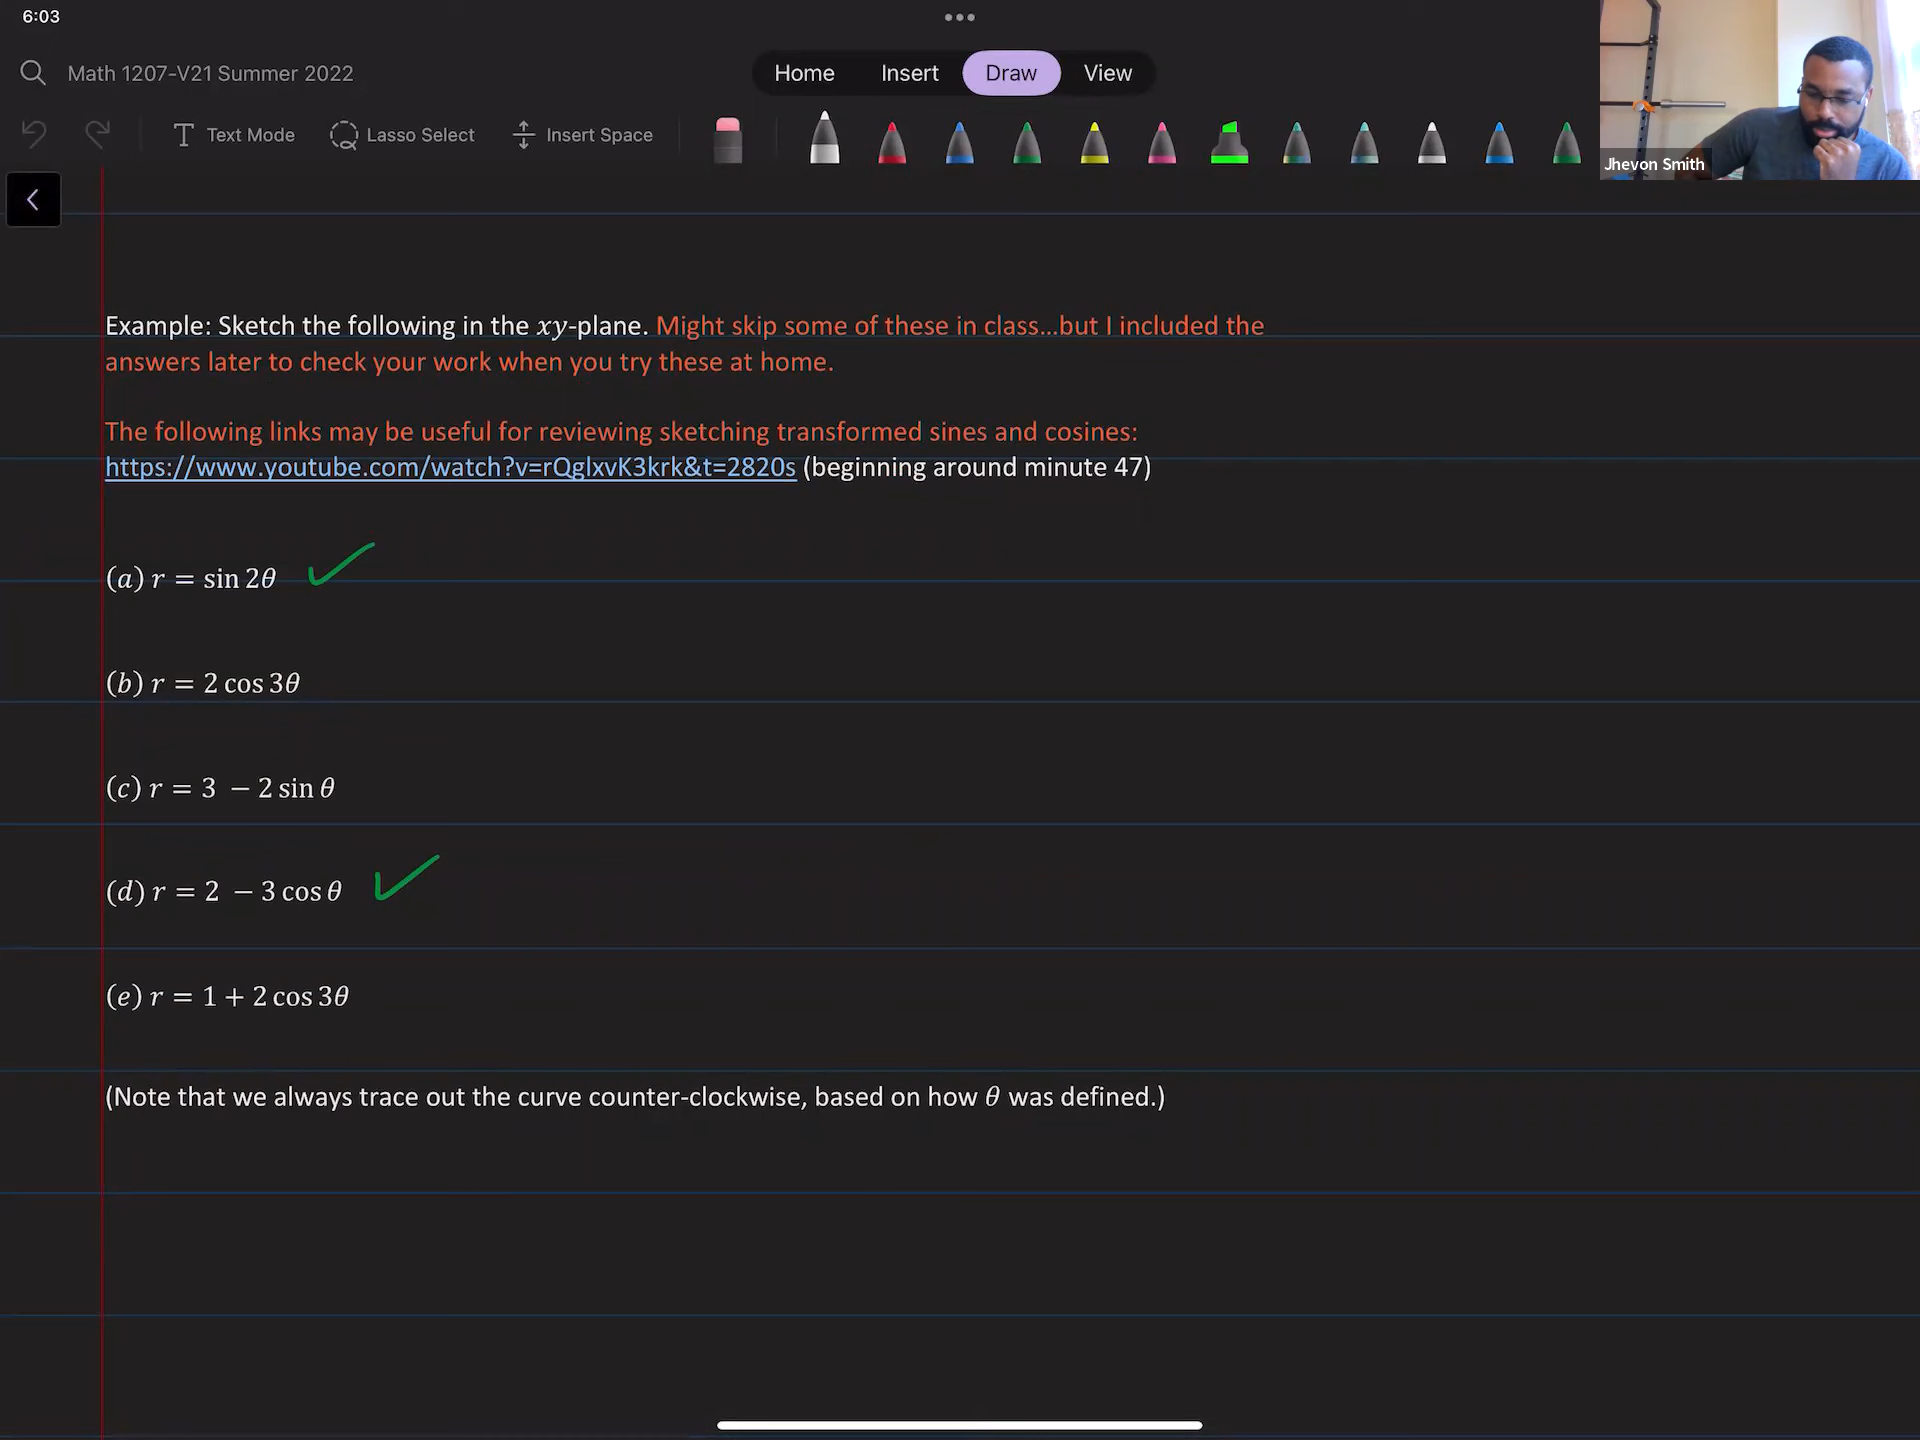 6:03
Math 1207-V21 Summer 2022
Home Insert Draw View
Text Mode Lasso Select Insert Space
Jhevon Smith
Example: Sketch the following in the xy-plane. Might skip some of these in class...but I included the
answers later to check your work when you try these at home.
The following links may be useful for reviewing sketching transformed sines and cosines:
https://www.youtube.com/watch?v=rQglxvK3krk&t=2820s (beginning around minute 47)
(a) r = sin 2θ
(b) r = 2 cos 3θ
(c) r = 3 − 2 sin θ
(d) r = 2 − 3 cos θ
(e) r = 1 + 2 cos 3θ
(Note that we always trace out the curve counter-clockwise, based on how θ was defined.)